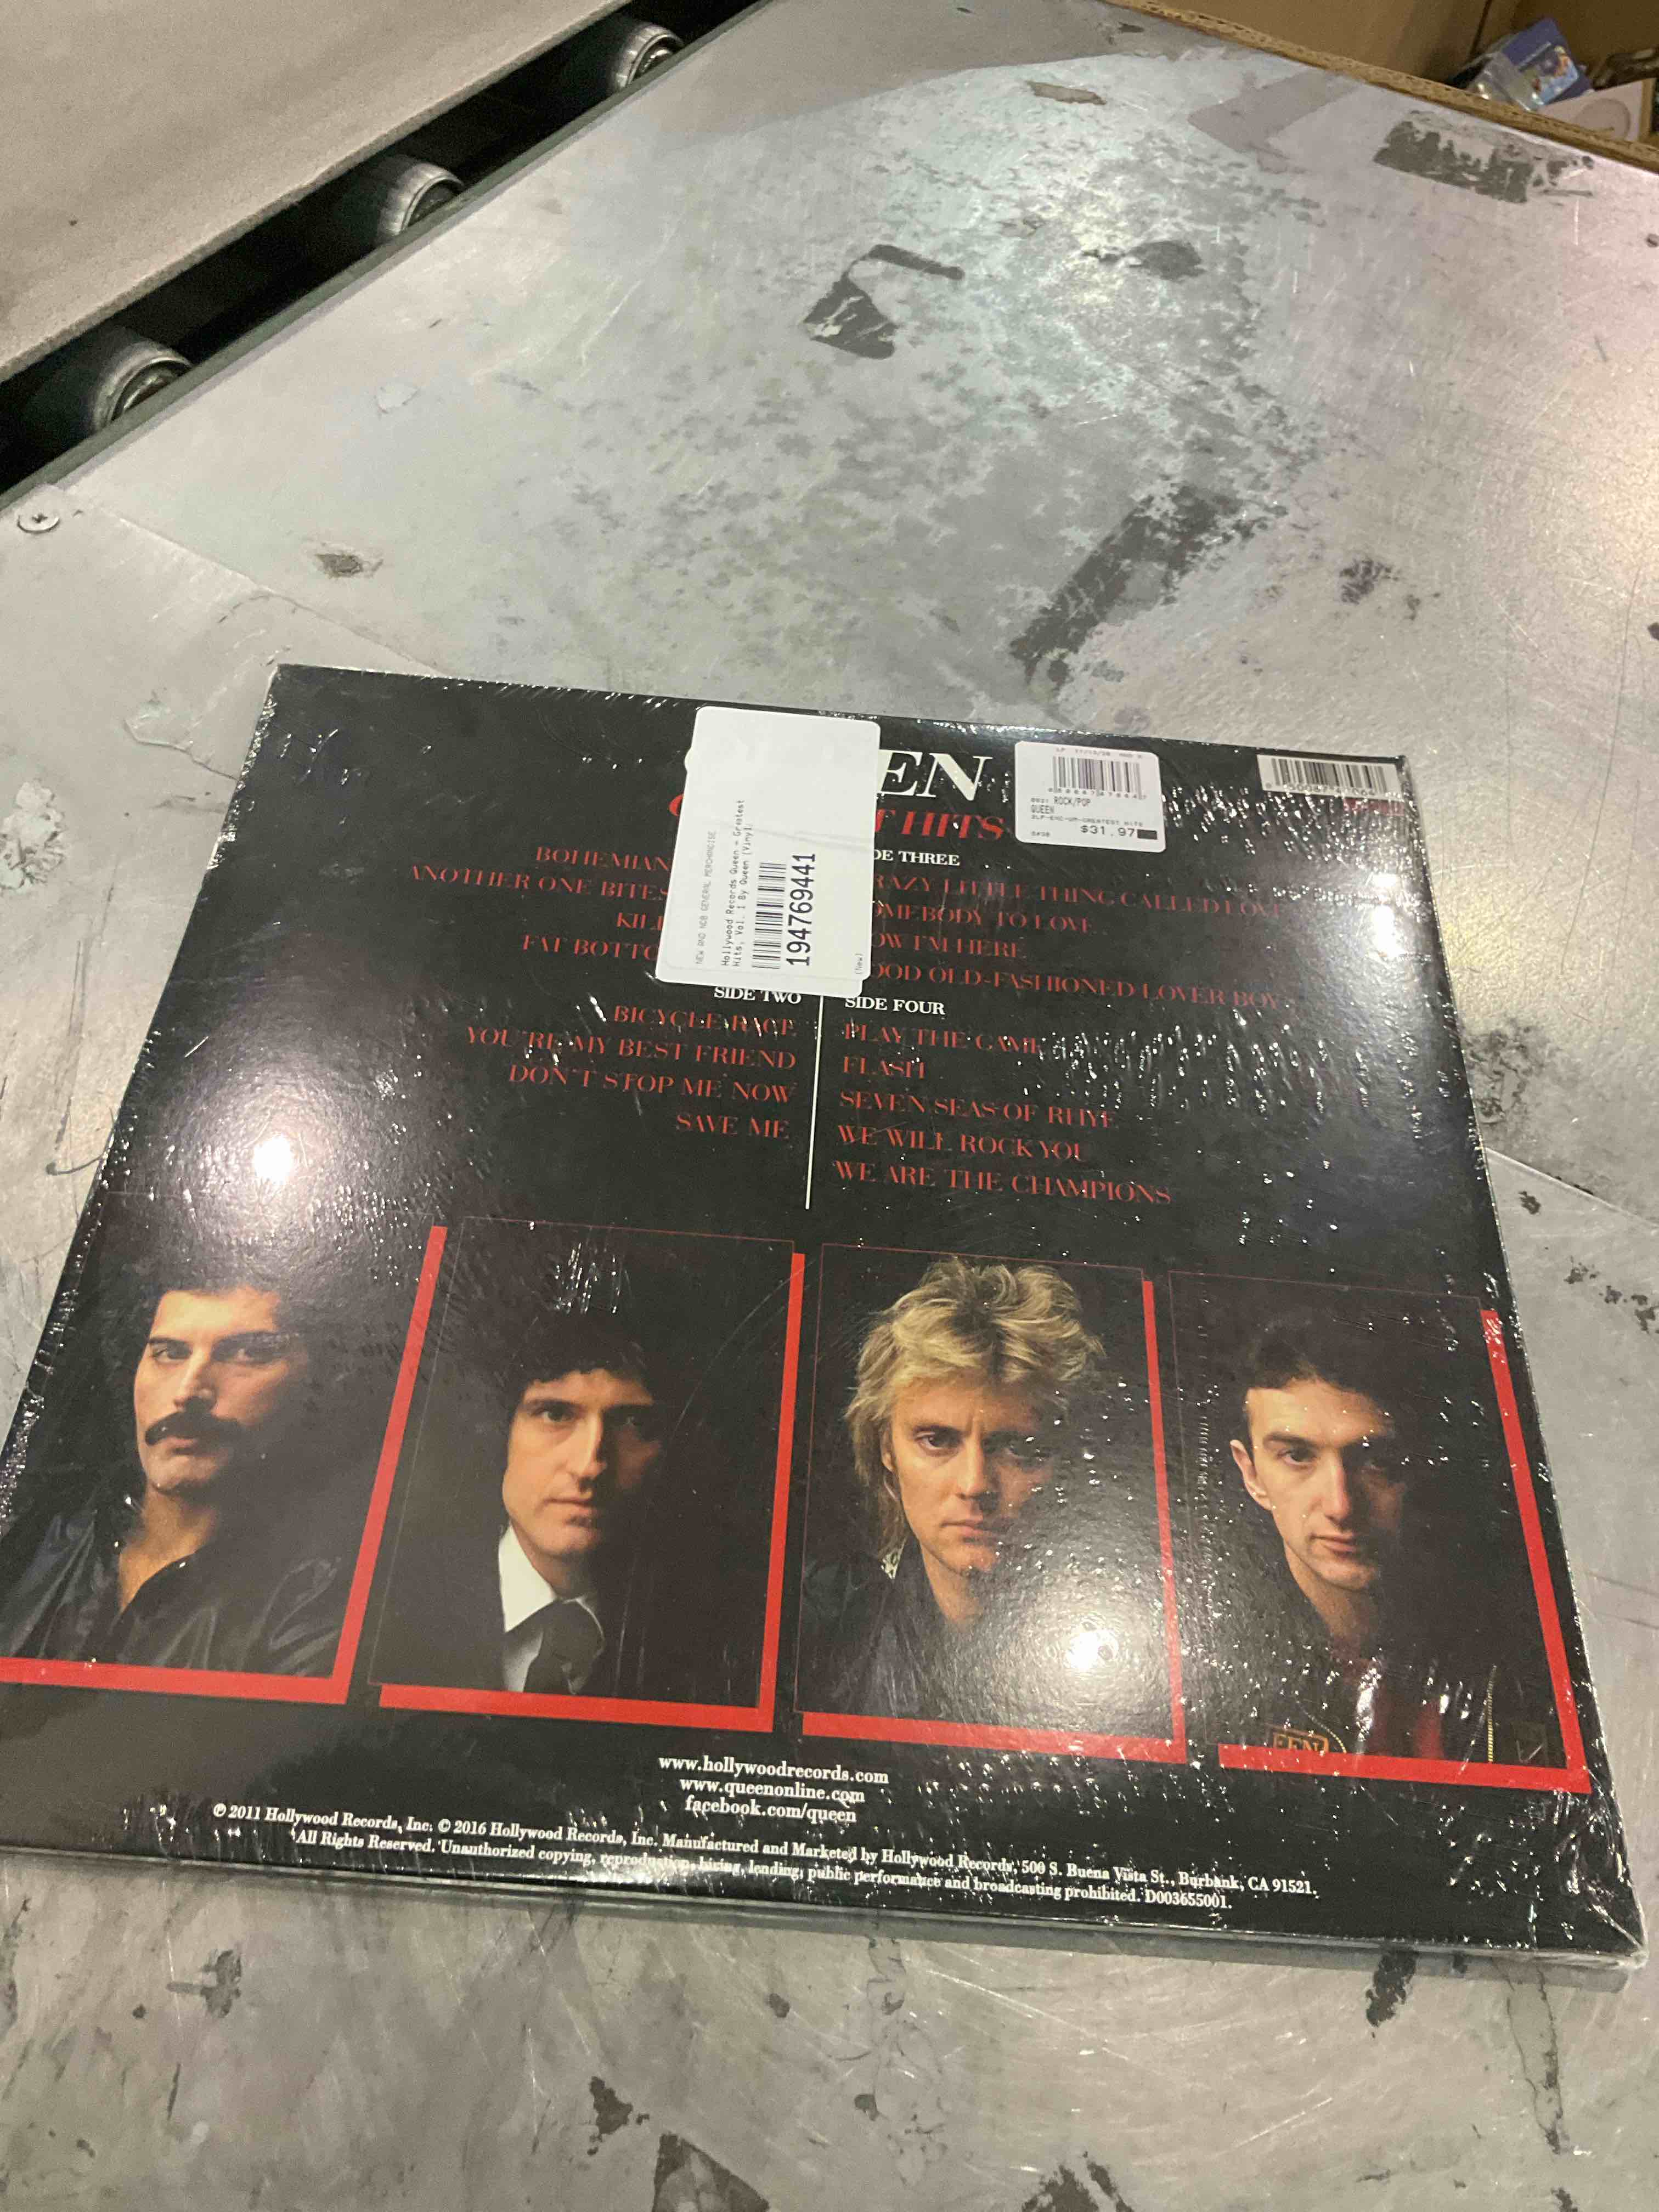 EN
HITS
NEW AND NCB GENERAL MERCHANDISE
Hollywood Records Queen - Greatest
Hits, Vol. I By Queen [Vinyl
194769441
(New)
ROCK/POP
QUEEN
$31.97
BOHEMIAN
ANOTHER ONE BITES
KIL
FAT BOTTO
SIDE TWO
BICYCLE RACE
YOU'RE MY BEST FRIEND
DON'T STOP ME NOW
SAVE ME
DE THREE
RAZY LITTLE THING CALLED LOVE
OMEBODY TO LOVE
OW I'M HERE
OOD OLD-FASHIONED LOVER BOY
SIDE FOUR
PLAY THE GAME
FLASH
SEVEN SEAS OF RHYE
WE WILL ROCK YOU
WE ARE THE CHAMPIONS
www.hollywoodrecords.com
www.queenonline.com
facebook.com/queen
℗ 2011 Hollywood Records, Inc. © 2016 Hollywood Records, Inc. Manufactured and Marketed by Hollywood Records, 500 S. Buena Vista St., Burbank, CA 91521.
All Rights Reserved. Unauthorized copying, reproduction, hiring, lending, public performance and broadcasting prohibited. D003655001.